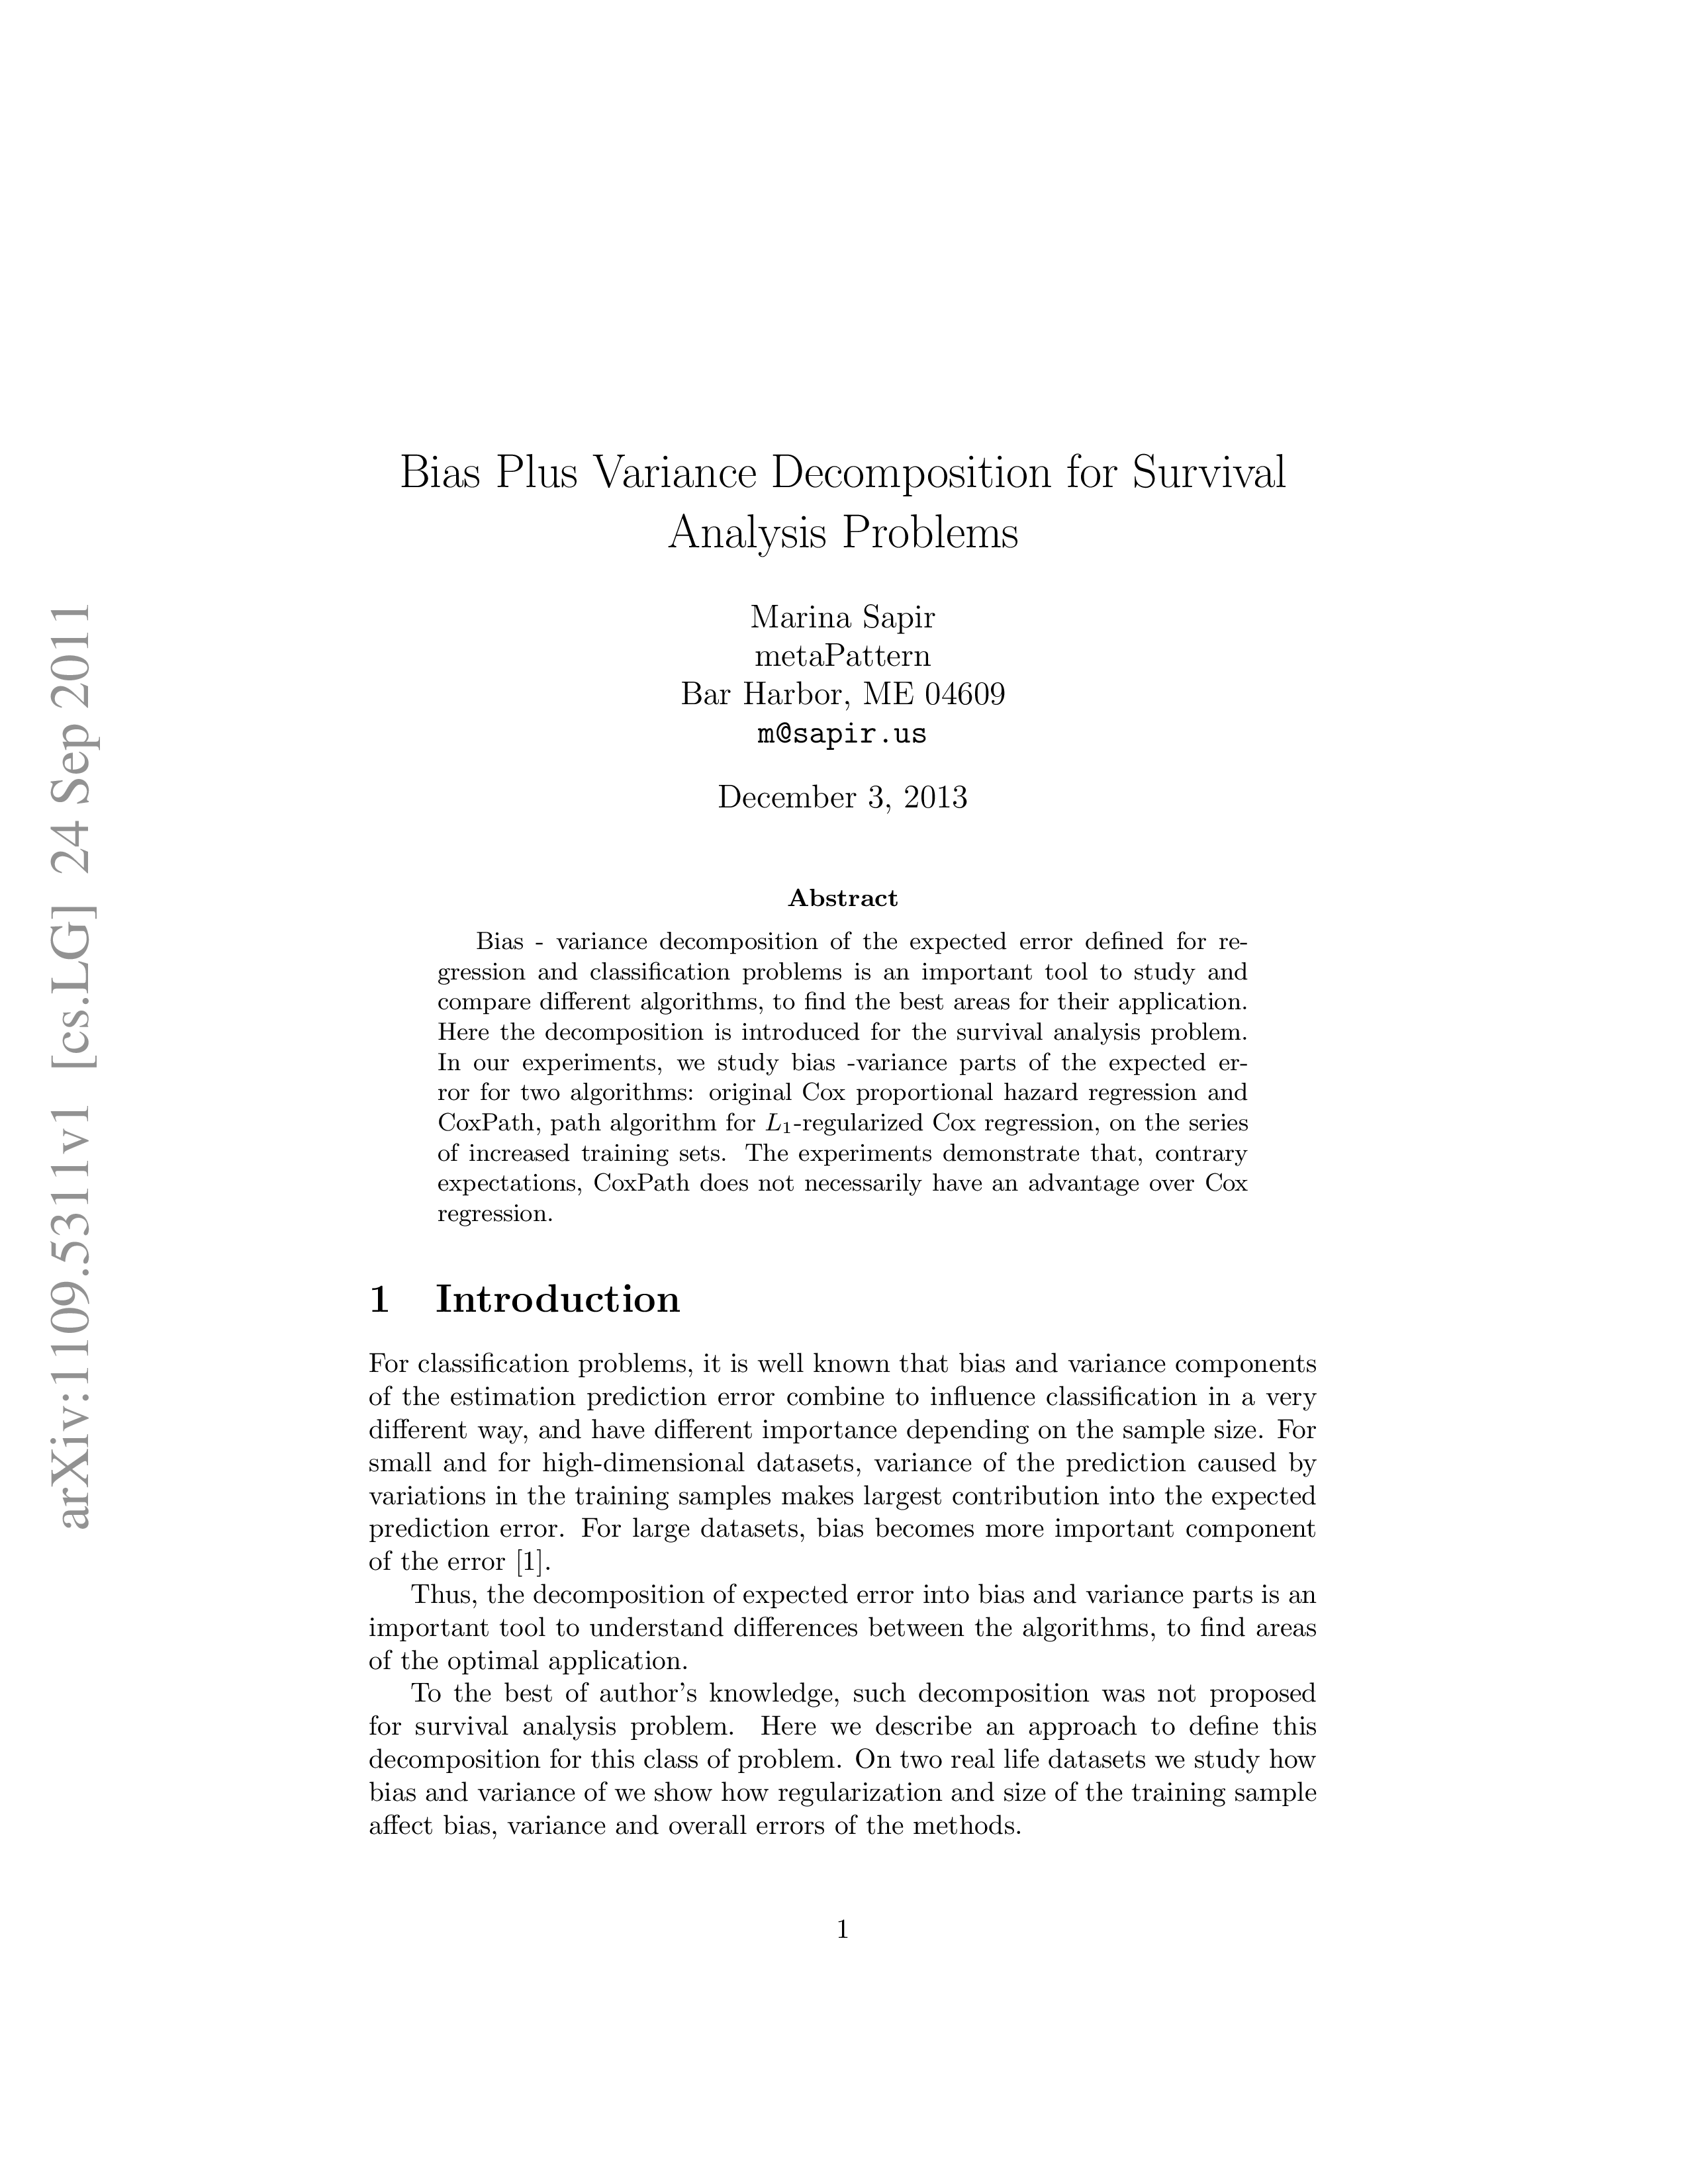 Bias Plus Variance Decomposition for Survival
Analysis Problems
Marina Sapir
metaPattern
Bar Harbor, ME 04609
m@sapir.us
December 3, 2013
Abstract
Bias - variance decomposition of the expected error defined for re-
gression and classification problems is an important tool to study and
compare different algorithms, to find the best areas for their application.
Here the decomposition is introduced for the survival analysis problem.
In our experiments, we study bias -variance parts of the expected er-
ror for two algorithms: original Cox proportional hazard regression and
CoxPath, path algorithm for L₁-regularized Cox regression, on the series
of increased training sets. The experiments demonstrate that, contrary
expectations, CoxPath does not necessarily have an advantage over Cox
regression.
1 Introduction
For classification problems, it is well known that bias and variance components
of the estimation prediction error combine to influence classification in a very
different way, and have different importance depending on the sample size. For
small and for high-dimensional datasets, variance of the prediction caused by
variations in the training samples makes largest contribution into the expected
prediction error. For large datasets, bias becomes more important component
of the error [1].
Thus, the decomposition of expected error into bias and variance parts is an
important tool to understand differences between the algorithms, to find areas
of the optimal application.
To the best of author's knowledge, such decomposition was not proposed
for survival analysis problem. Here we describe an approach to define this
decomposition for this class of problem. On two real life datasets we study how
bias and variance of we show how regularization and size of the training sample
affect bias, variance and overall errors of the methods.
1
arXiv:1109.5311v1 [cs.LG] 24 Sep 2011